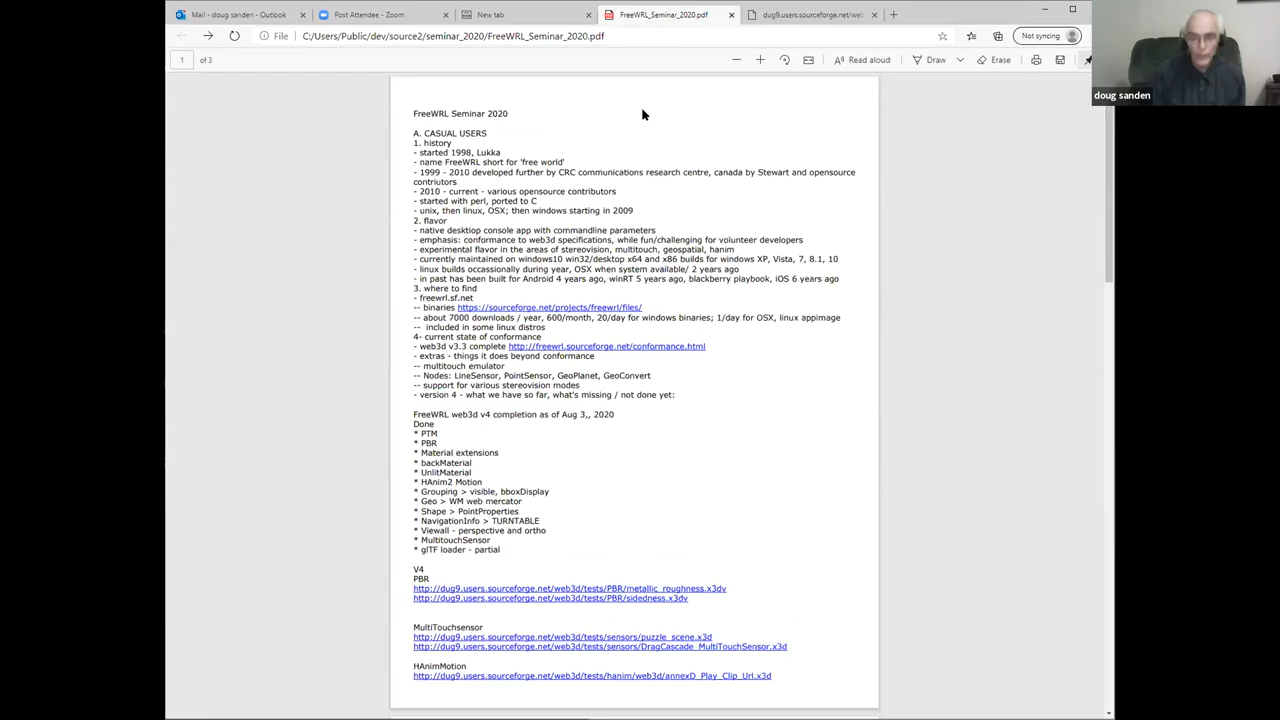 Mail - doug sanden - Outlook
Post Attendee - Zoom
New tab
FreeWRL_Seminar_2020.pdf
dug9.users.sourceforge.net/web
File
C:/Users/Public/dev/source2/seminar_2020/FreeWRL_Seminar_2020.pdf
Not syncing
1 of 3
Read aloud
Draw
Erase
doug sanden
FreeWRL Seminar 2020
A. CASUAL USERS
1. history
- started 1998, Lukka
- name FreeWRL short for 'free world'
- 1999 - 2010 developed further by CRC communications research centre, canada by Stewart and opensource
contriutors
- 2010 - current - various opensource contributors
- started with perl, ported to C
- unix, then linux, OSX; then windows starting in 2009
2. flavor
- native desktop console app with commandline parameters
- emphasis: conformance to web3d specifications, while fun/challenging for volunteer developers
- experimental flavor in the areas of stereovision, multitouch, geospatial, hanim
- currently maintained on windows10 win32/desktop x64 and x86 builds for windows XP, Vista, 7, 8.1, 10
- linux builds occassionally during year, OSX when system available/ 2 years ago
- in past has been built for Android 4 years ago, winRT 5 years ago, blackberry playbook, iOS 6 years ago
3. where to find
- freewrl.sf.net
-- binaries https://sourceforge.net/projects/freewrl/files/
-- about 7000 downloads / year, 600/month, 20/day for windows binaries; 1/day for OSX, linux appimage
-- included in some linux distros
4- current state of conformance
- web3d v3.3 complete http://freewrl.sourceforge.net/conformance.html
- extras - things it does beyond conformance
-- multitouch emulator
-- Nodes: LineSensor, PointSensor, GeoPlanet, GeoConvert
-- support for various stereovision modes
- version 4 - what we have so far, what's missing / not done yet:
FreeWRL web3d v4 completion as of Aug 3,, 2020
Done
* PTM
* PBR
* Material extensions
* backMaterial
* UnlitMaterial
* HAnim2 Motion
* Grouping > visible, bboxDisplay
* Geo > WM web mercator
* Shape > PointProperties
* NavigationInfo > TURNTABLE
* Viewall - perspective and ortho
* MultitouchSensor
* glTF loader - partial
V4
PBR
http://dug9.users.sourceforge.net/web3d/tests/PBR/metallic_roughness.x3dv
http://dug9.users.sourceforge.net/web3d/tests/PBR/sidedness.x3dv
MultiTouchsensor
http://dug9.users.sourceforge.net/web3d/tests/sensors/puzzle_scene.x3d
http://dug9.users.sourceforge.net/web3d/tests/sensors/DragCascade_MultiTouchSensor.x3d
HAnimMotion
http://dug9.users.sourceforge.net/web3d/tests/hanim/web3d/annexD_Play_Clip_Url.x3d